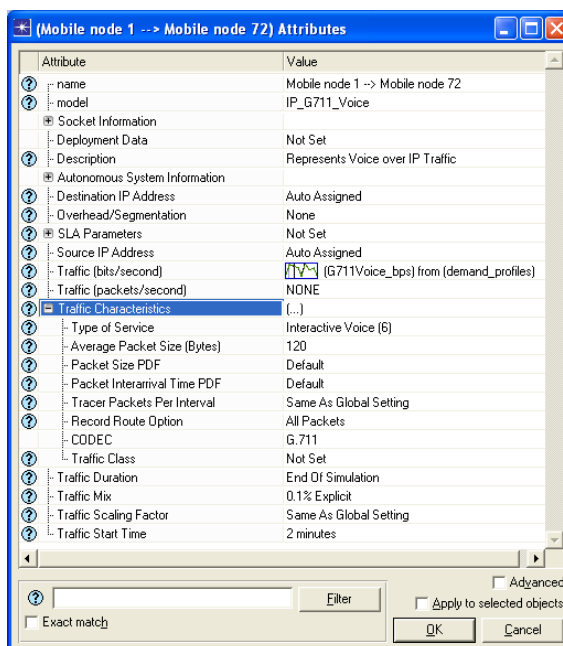 (Mobile node 1 --> Mobile node 72) Attributes
Attribute Value
name Mobile node 1 --> Mobile node 72
model IP_G711_Voice
Socket Information
Deployment Data Not Set
Description Represents Voice over IP Traffic
Autonomous System Information
Destination IP Address Auto Assigned
Overhead/Segmentation None
SLA Parameters Not Set
Source IP Address Auto Assigned
Traffic (bits/second) (G711Voice_bps) from (demand_profiles)
Traffic (packets/second) NONE
Traffic Characteristics (...)
Type of Service Interactive Voice (6)
Average Packet Size (Bytes) 120
Packet Size PDF Default
Packet Interarrival Time PDF Default
Tracer Packets Per Interval Same As Global Setting
Record Route Option All Packets
CODEC G.711
Traffic Class Not Set
Traffic Duration End Of Simulation
Traffic Mix 0.1% Explicit
Traffic Scaling Factor Same As Global Setting
Traffic Start Time 2 minutes
Advanced
Filter Apply to selected objects
Exact match OK Cancel